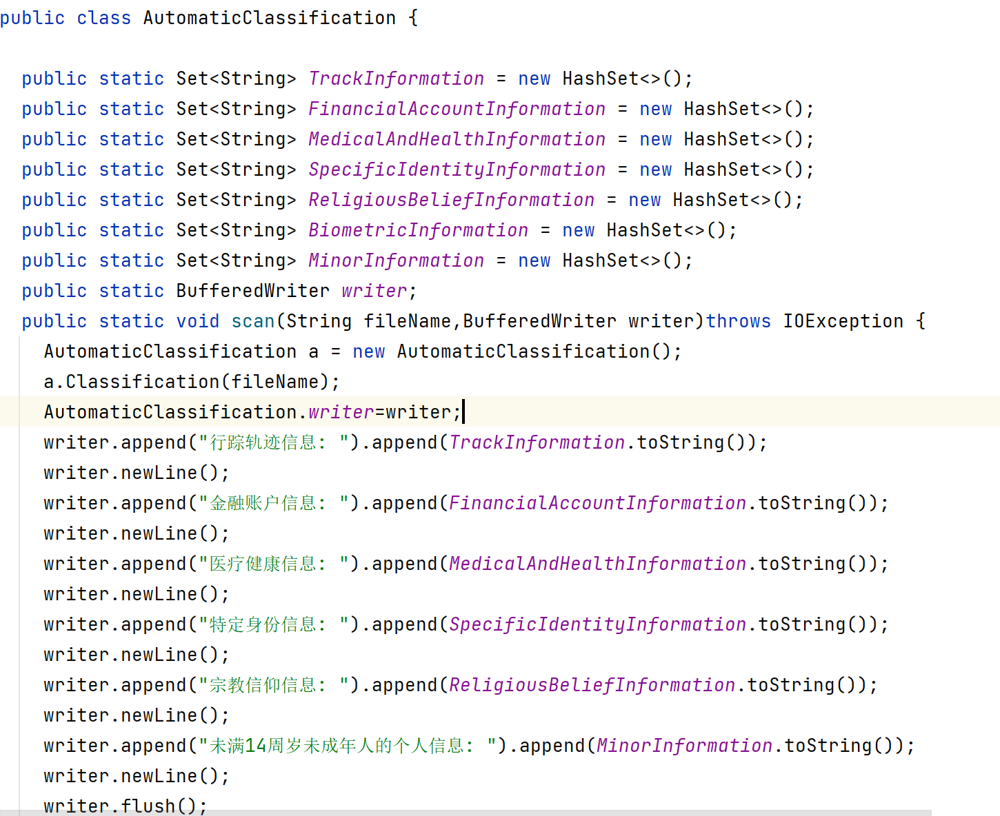 public class AutomaticClassification {
public static Set<String> TrackInformation = new HashSet<>();
public static Set<String> FinancialAccountInformation = new HashSet<>();
public static Set<String> MedicalAndHealthInformation = new HashSet<>();
public static Set<String> SpecificIdentityInformation = new HashSet<>();
public static Set<String> ReligiousBeliefInformation = new HashSet<>();
public static Set<String> BiometricInformation = new HashSet<>();
public static Set<String> MinorInformation = new HashSet<>();
public static BufferedWriter writer;
public static void scan(String fileName,BufferedWriter writer)throws IOException {
AutomaticClassification a = new AutomaticClassification();
a.Classification(fileName);
AutomaticClassification.writer=writer;
writer.append("行踪轨迹信息: ").append(TrackInformation.toString());
writer.newLine();
writer.append("金融账户信息: ").append(FinancialAccountInformation.toString());
writer.newLine();
writer.append("医疗健康信息: ").append(MedicalAndHealthInformation.toString());
writer.newLine();
writer.append("特定身份信息: ").append(SpecificIdentityInformation.toString());
writer.newLine();
writer.append("宗教信仰信息: ").append(ReligiousBeliefInformation.toString());
writer.newLine();
writer.append("未满14周岁未成年人的个人信息: ").append(MinorInformation.toString());
writer.newLine();
writer.flush();